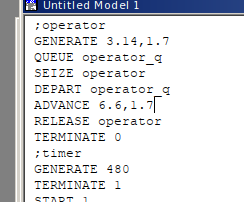 Untitled Model 1
;operator
GENERATE 3.14,1.7
QUEUE operator_q
SEIZE operator
DEPART operator_q
ADVANCE 6.6,1.7
RELEASE operator
TERMINATE 0
;timer
GENERATE 480
TERMINATE 1
START 1